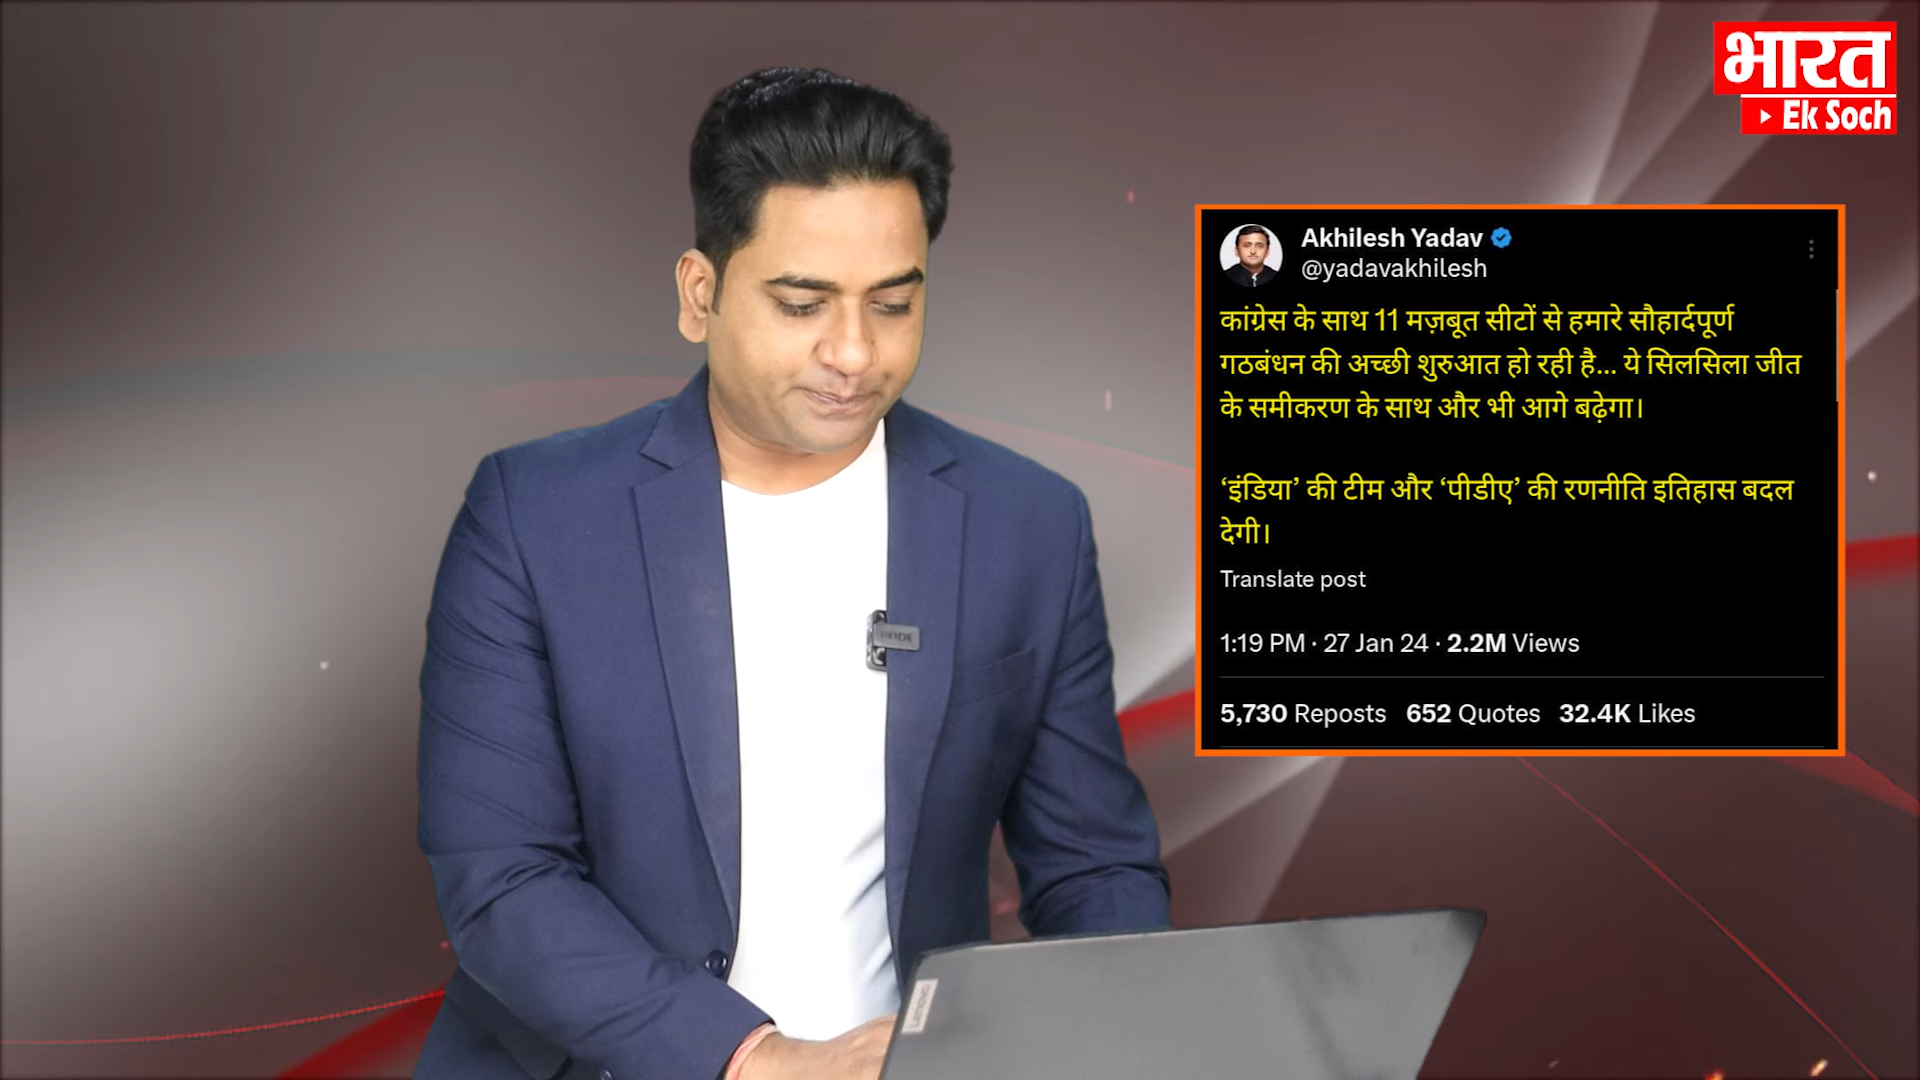 भारत
Ek Soch
Akhilesh Yadav
@yadavakhilesh
कांग्रेस के साथ 11 मज़बूत सीटों से हमारे सौहार्दपूर्ण
गठबंधन की अच्छी शुरुआत हो रही है... ये सिलसिला जीत
के समीकरण के साथ और भी आगे बढ़ेगा।
‘इंडिया’ की टीम और ‘पीडीए’ की रणनीति इतिहास बदल
देगी।
Translate post
1:19 PM · 27 Jan 24 · 2.2M Views
5,730 Reposts 652 Quotes 32.4K Likes
RODE
Lenovo